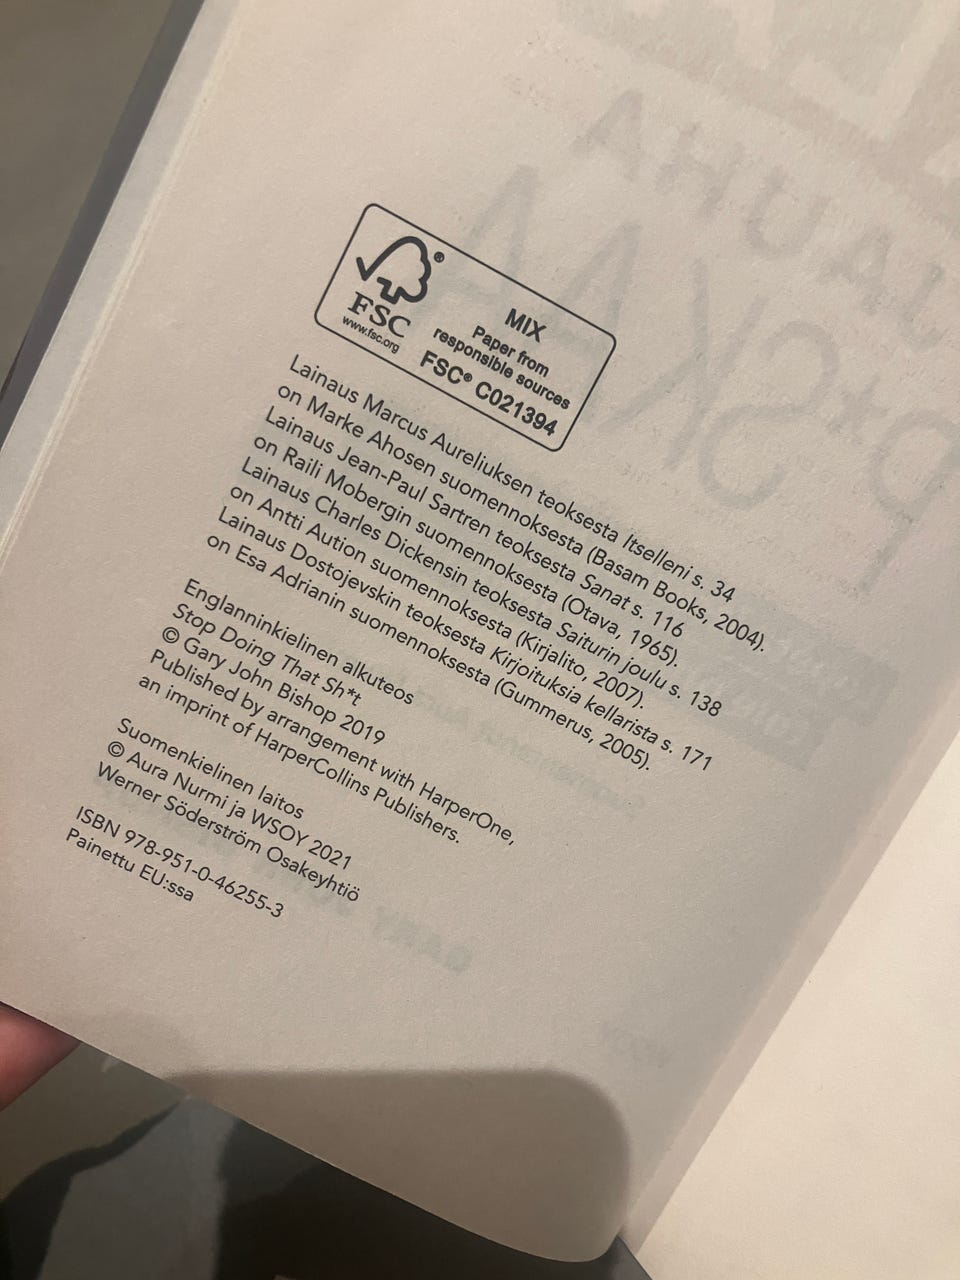 FSC®
www.fsc.org
MIX
Paper from
responsible sources
FSC® C021394
Lainaus Marcus Aureliuksen teoksesta Itselleni s. 34
on Marke Ahosen suomennoksesta (Basam Books, 2004).
Lainaus Jean-Paul Sartren teoksesta Sanat s. 116
on Raili Mobergin suomennoksesta (Otava, 1965).
Lainaus Charles Dickensin teoksesta Saiturin joulu s. 138
on Antti Aution suomennoksesta (Kirjalito, 2007).
Lainaus Dostojevskin teoksesta Kirjoituksia kellarista s. 171
on Esa Adrianin suomennoksesta (Gummerus, 2005).
Englanninkielinen alkuteos
Stop Doing That Sh*t
© Gary John Bishop 2019
Published by arrangement with HarperOne,
an imprint of HarperCollins Publishers.
Suomenkielinen laitos
© Aura Nurmi ja WSOY 2021
Werner Söderström Osakeyhtiö
ISBN 978-951-0-46255-3
Painettu EU:ssa